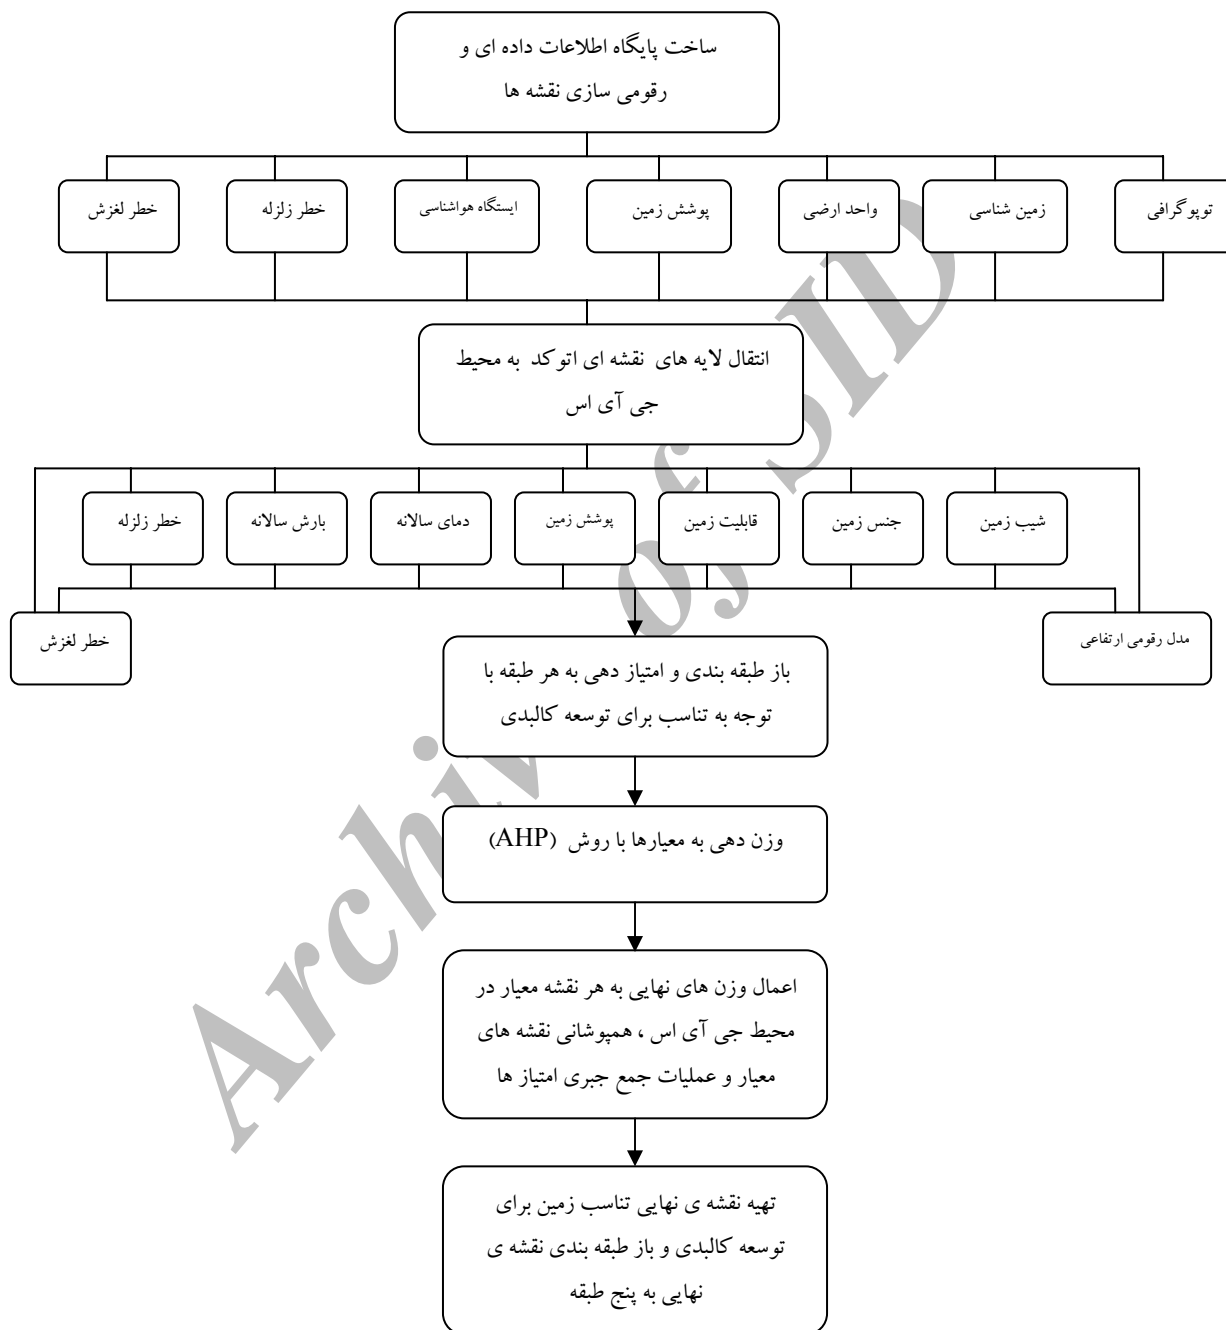 ساخت پایگاه اطلاعات داده ای و
رقومی سازی نقشه ها
توپوگرافی
زمین شناسی
واحد ارضی
پوشش زمین
ایستگاه هواشناسی
خطر زلزله
خطر لغزش
انتقال لایه های نقشه ای اتوکد به محیط
جی آی اس
شیب زمین
جنس زمین
قابلیت زمین
پوشش زمین
دمای سالانه
بارش سالانه
خطر زلزله
مدل رقومی ارتفاعی
خطر لغزش
باز طبقه بندی و امتیاز دهی به هر طبقه با
توجه به تناسب برای توسعه کالبدی
وزن دهی به معیارها با روش (AHP)
اعمال وزن های نهایی به هر نقشه معیار در
محیط جی آی اس ، همپوشانی نقشه های
معیار و عملیات جمع جبری امتیاز ها
تهیه نقشه ی نهایی تناسب زمین برای
توسعه کالبدی و باز طبقه بندی نقشه ی
نهایی به پنج طبقه
Archive of SID